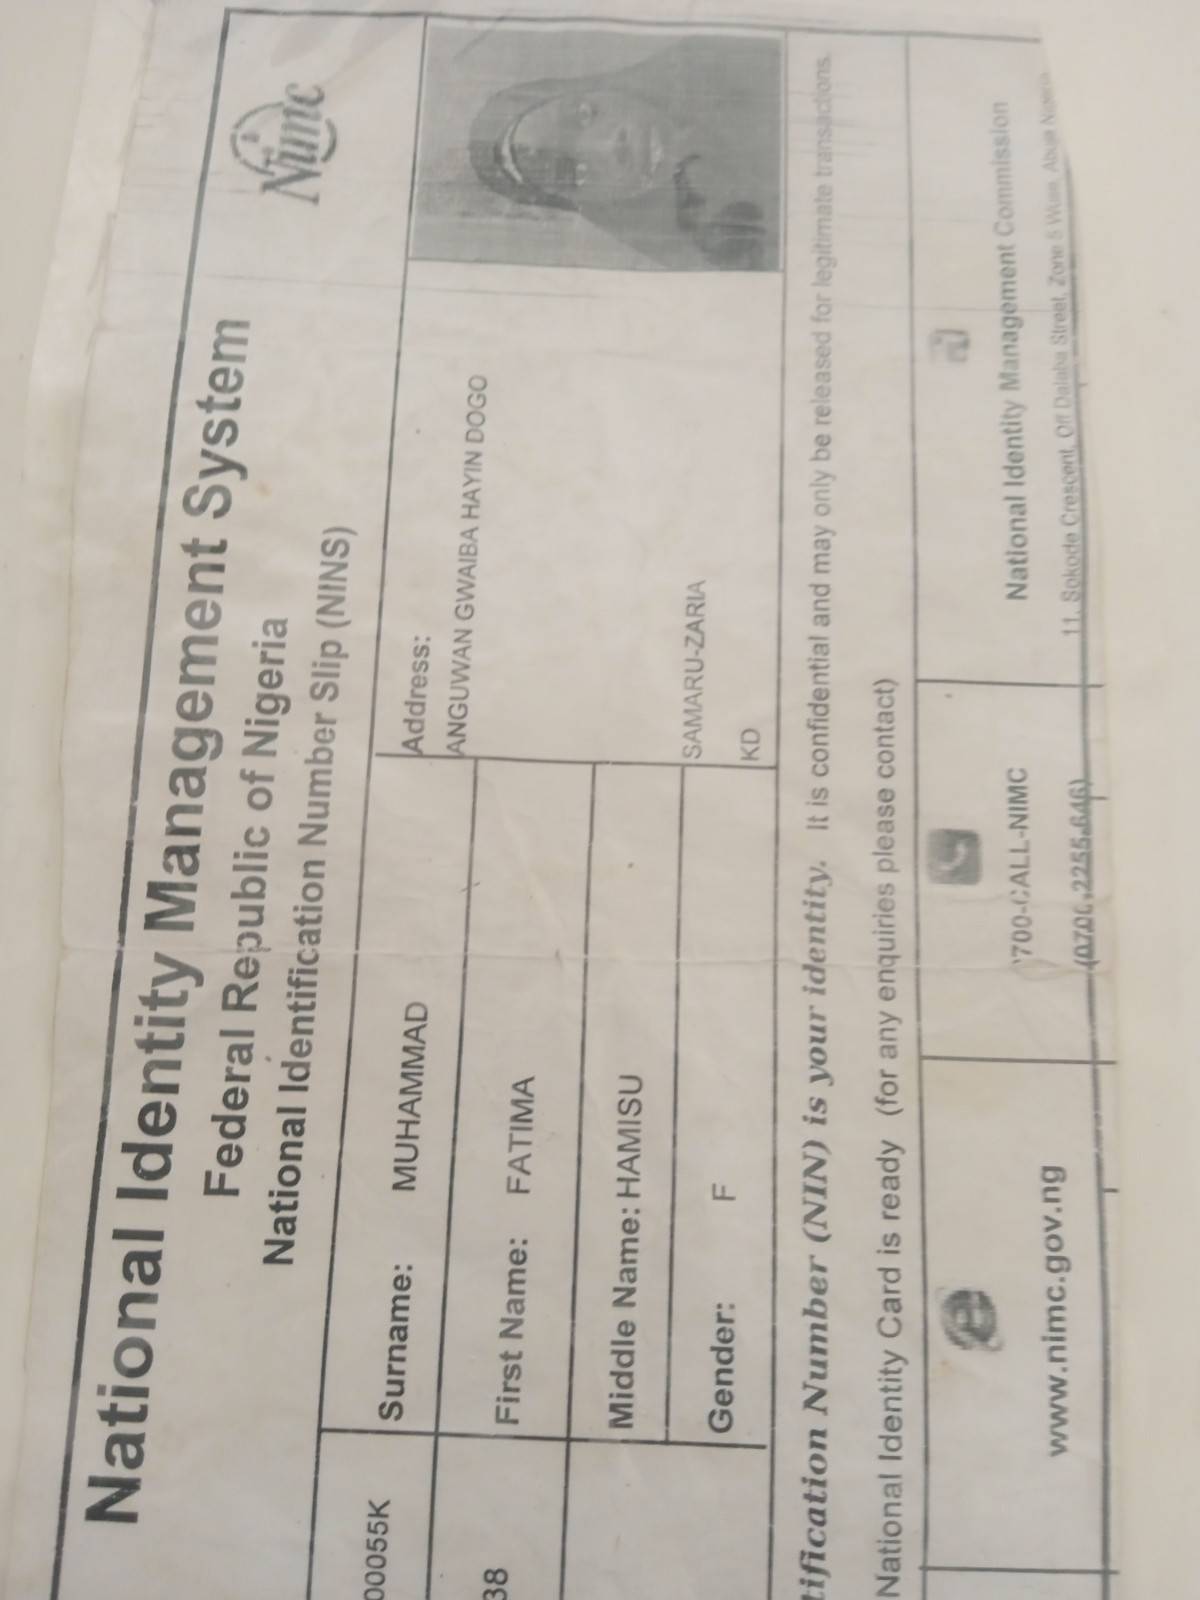 National Identity Management System
Federal Republic of Nigeria
National Identification Number Slip (NINS)
Nimc
00055K
Surname: MUHAMMAD
Address:
ANGUWAN GWAIBA HAYIN DOGO
38
First Name: FATIMA
Middle Name: HAMISU
SAMARU-ZARIA
Gender: F
KD
tification Number (NIN) is your identity. It is confidential and may only be released for legitimate transactions.
National Identity Card is ready (for any enquiries please contact)
www.nimc.gov.ng
700-CALL-NIMC
National Identity Management Commission
11, Sokode Crescent, Off Dalaba Street, Zone 5 Wuse, Abuja